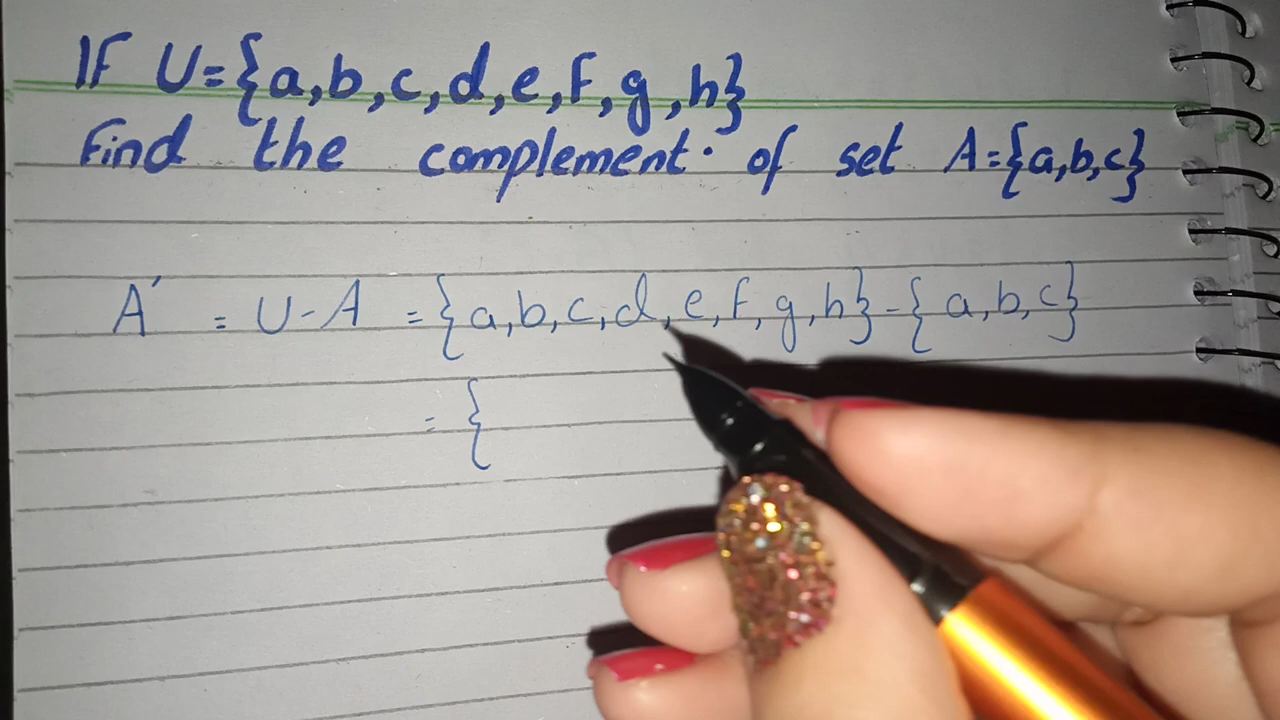 IF U={a,b,c,d,e,f,g,h}
Find the complement. of set A={a,b,c}
A′ = U-A ={a,b,c,d,e,f,g,h}-{a,b,c}
={